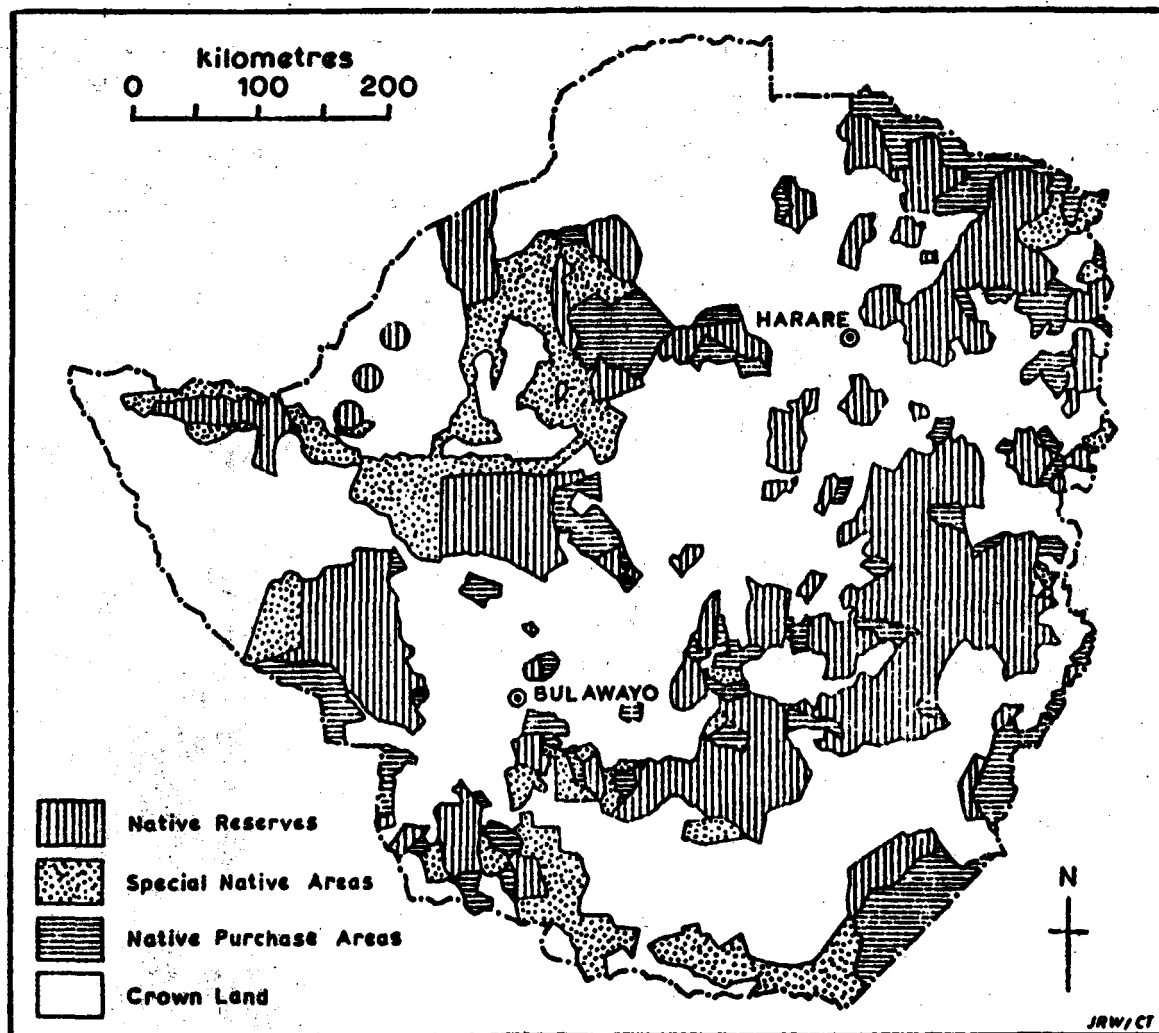 kilometres
0 100 200
HARARE
BULAWAYO
Native Reserves
Special Native Areas
Native Purchase Areas
Crown Land
N
JRW/CT